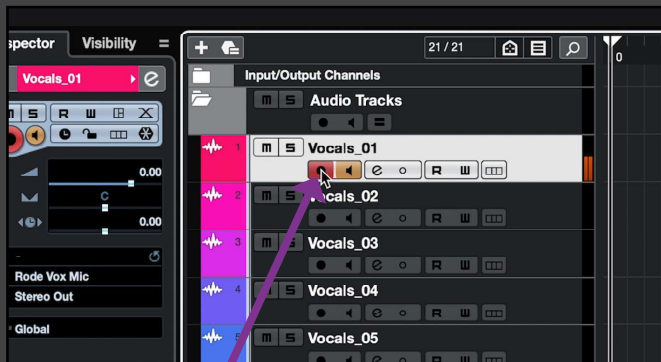 spector Visibility
21 / 21
0
Input/Output Channels
Vocals_01 e
m S Audio Tracks
S R W
1 m S Vocals_01
e R W
0.00
2 m S Vocals_02
C
e R W
0.00
3 m S Vocals_03
-
e R W
Rode Vox Mic
4 m S Vocals_04
Stereo Out
e R W
Global
5 m S Vocals_05
e R W